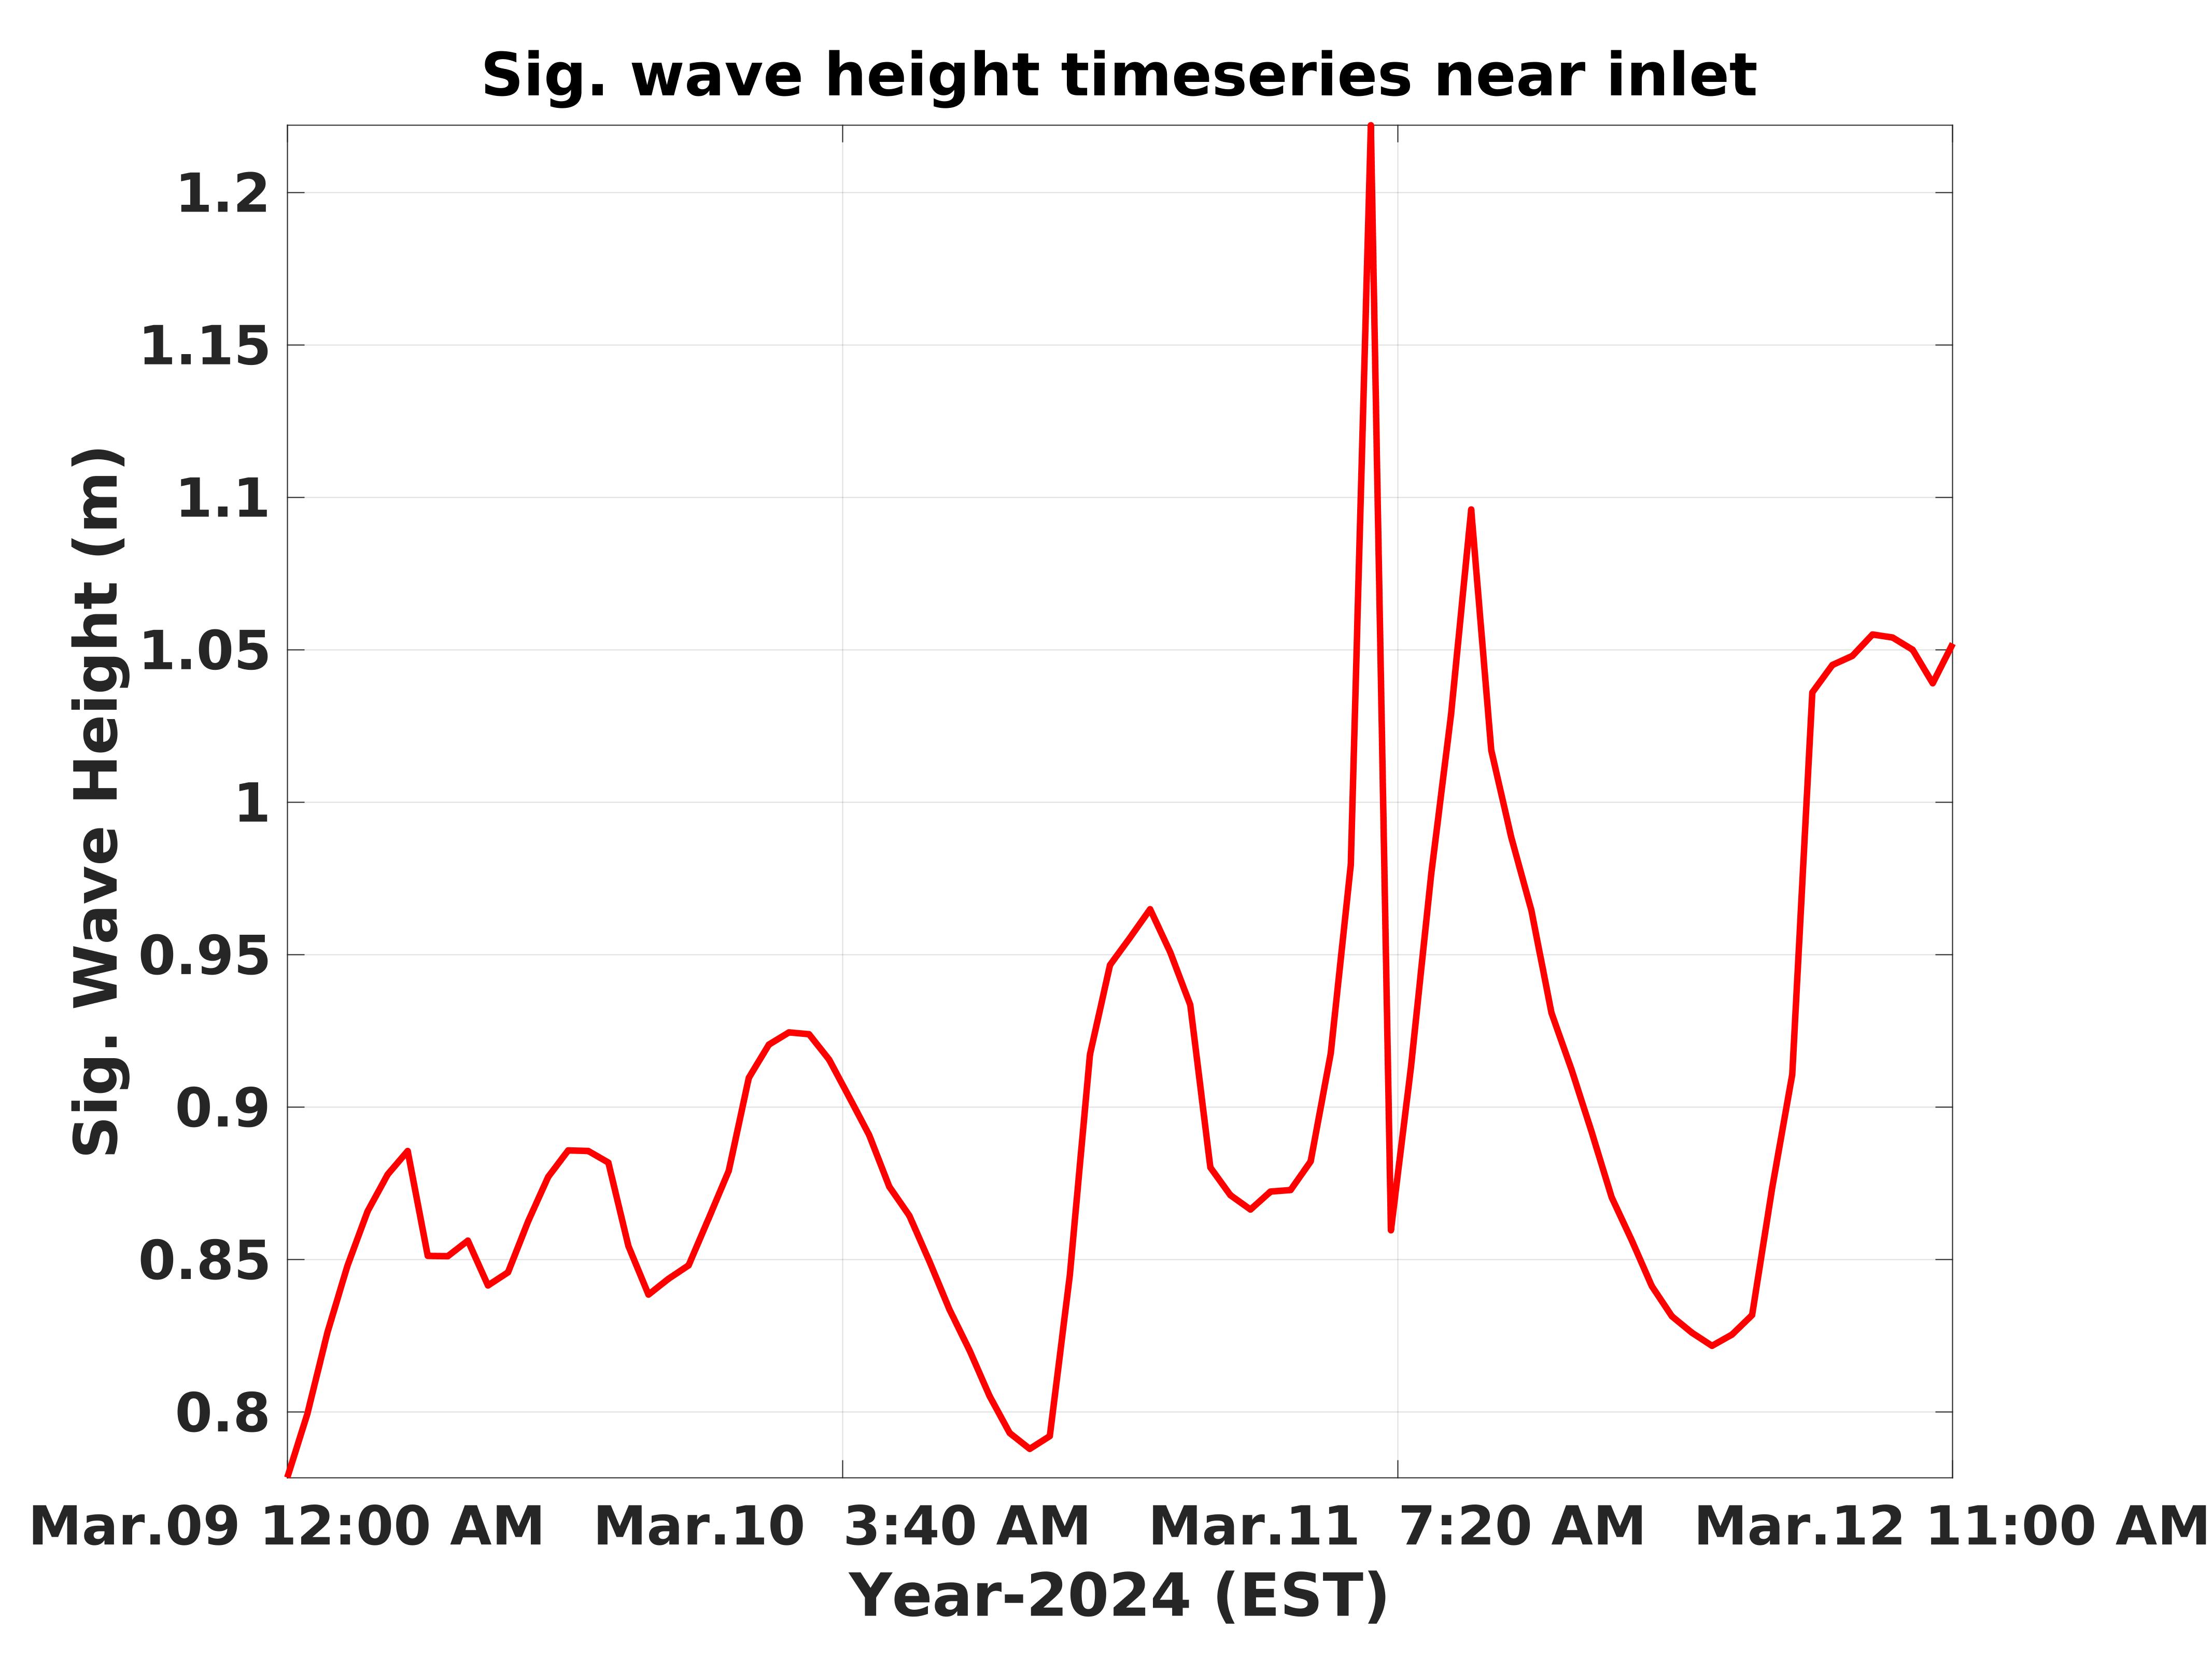 Sig. wave height timeseries near inlet
Sig. Wave Height (m)
1.2
1.15
1.1
1.05
1
0.95
0.9
0.85
0.8
Mar.09 12:00 AM Mar.10 3:40 AM Mar.11 7:20 AM Mar.12 11:00 AM
Year-2024 (EST)